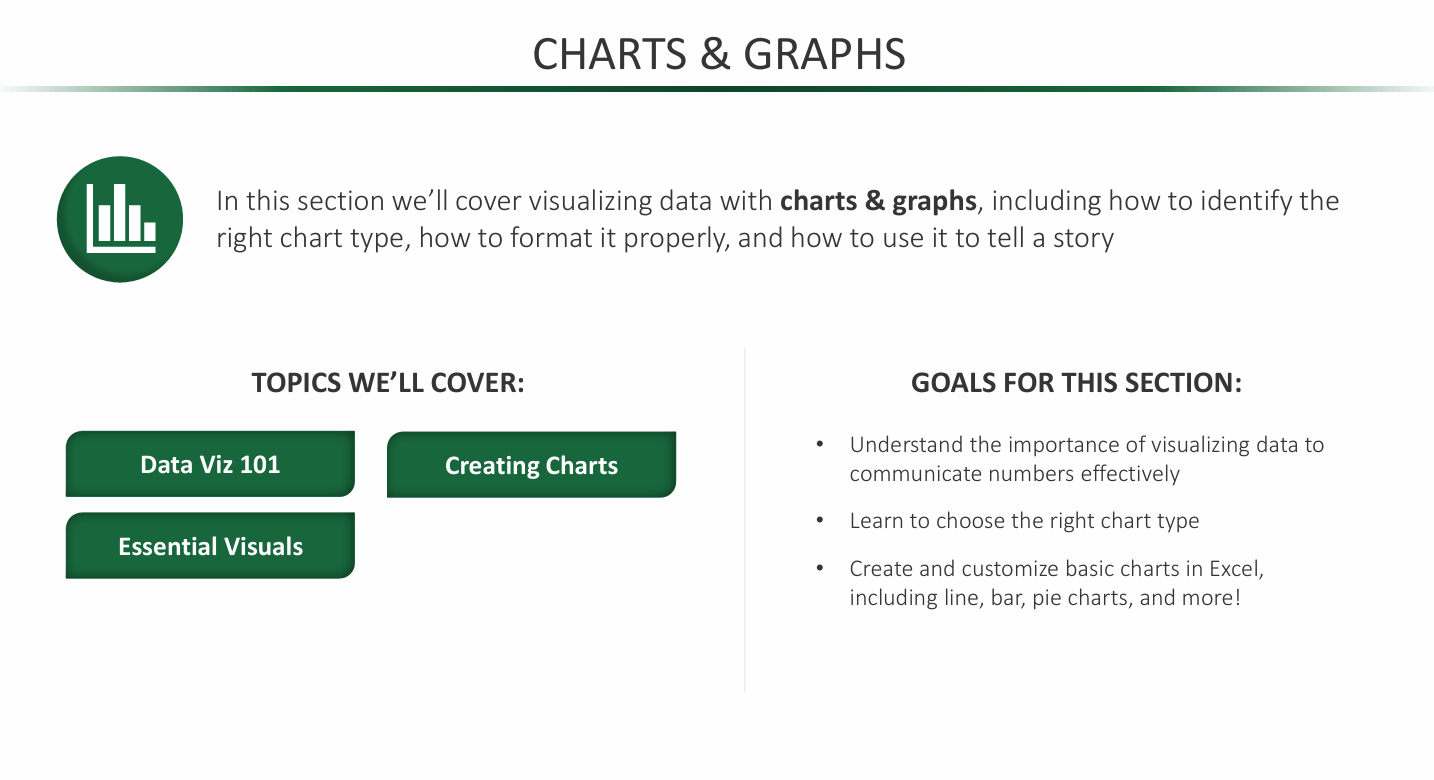 CHARTS & GRAPHS
In this section we’ll cover visualizing data with charts & graphs, including how to identify the
right chart type, how to format it properly, and how to use it to tell a story
TOPICS WE’LL COVER:
Data Viz 101
Creating Charts
Essential Visuals
GOALS FOR THIS SECTION:
• Understand the importance of visualizing data to
communicate numbers effectively
• Learn to choose the right chart type
• Create and customize basic charts in Excel,
including line, bar, pie charts, and more!